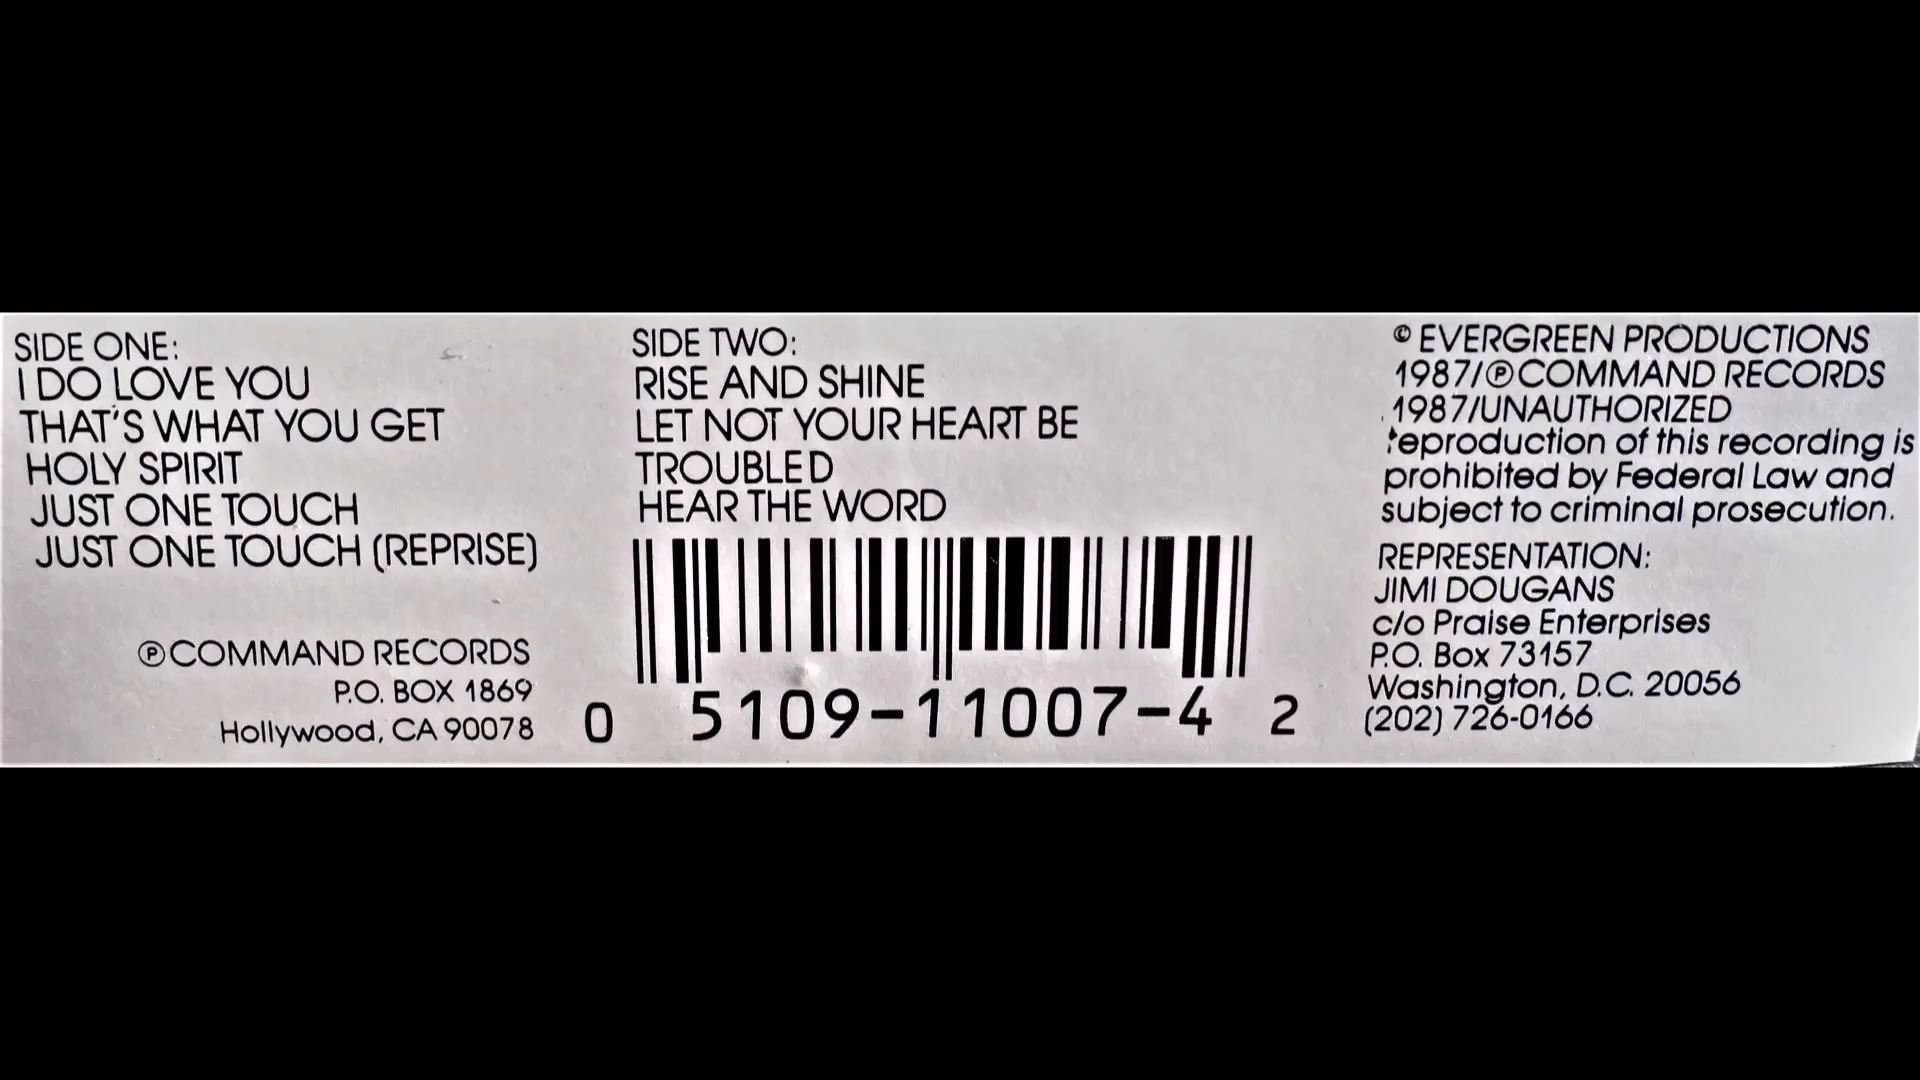 SIDE ONE:
I DO LOVE YOU
THAT'S WHAT YOU GET
HOLY SPIRIT
JUST ONE TOUCH
JUST ONE TOUCH (REPRISE)
℗COMMAND RECORDS
P.O. BOX 1869
Hollywood, CA 90078
SIDE TWO:
RISE AND SHINE
LET NOT YOUR HEART BE
TROUBLED
HEAR THE WORD
0 5109-11007-4 2
© EVERGREEN PRODUCTIONS
1987/℗COMMAND RECORDS
1987/UNAUTHORIZED
reproduction of this recording is
prohibited by Federal Law and
subject to criminal prosecution.
REPRESENTATION:
JIMI DOUGANS
c/o Praise Enterprises
P.O. Box 73157
Washington, D.C. 20056
(202) 726-0166